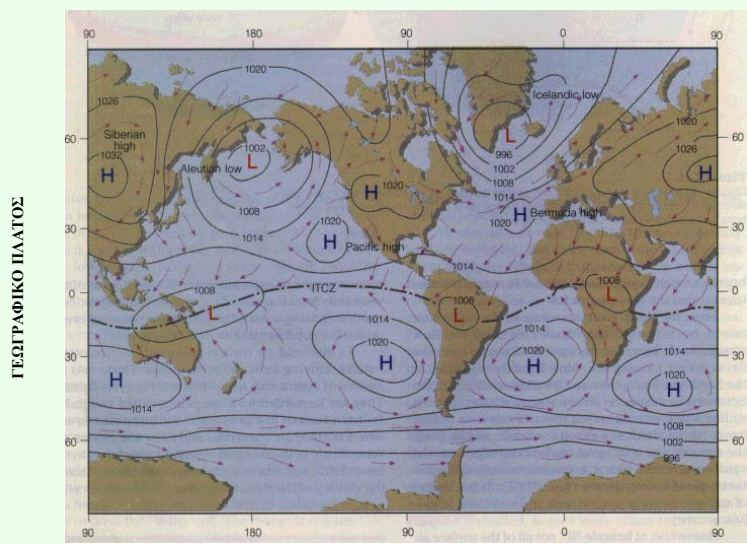 ΓΕΩΓΡΑΦΙΚΟ ΠΛΑΤΟΣ
90 180 90 0 90
1020
1026
Siberian
high
1032
H
1002
L
Aleutian low
1008
1014
Icelandic low
L
996
1002
1008
1014
1020
1026
H
60
60
H
1020
1020
H
Pacific high
H
1020
Bermuda high
30
30
1014
1008
L
ITCZ
1008
L
1008
L
0
0
1014
1020
H
1014
1020
H
1014
1020
H
H
1014
30
30
1008
1002
996
60
60
90 180 90 0 90